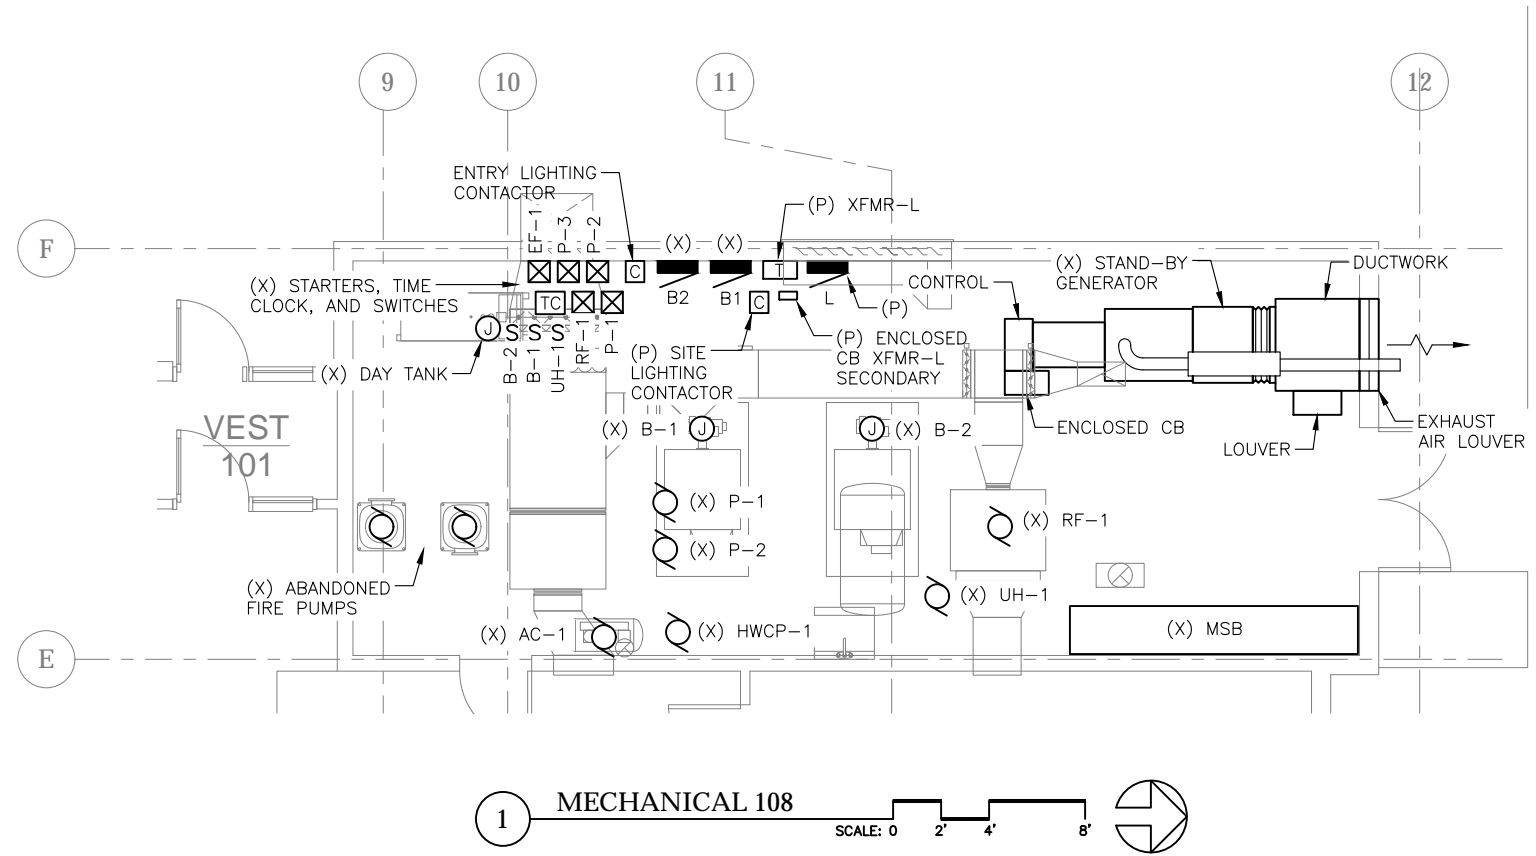 9
10
11
12
ENTRY LIGHTING
CONTACTOR
(P) XFMR-L
F
EF-1
P-3
P-2
(X)
(X)
(X) STAND-BY
GENERATOR
DUCTWORK
CONTROL
C
T
(X) STARTERS, TIME
CLOCK, AND SWITCHES
TC
B2
B1
C
L
(P)
J
S
S
S
B-2
B-1
UH-1
RF-1
P-1
(P) ENCLOSED
CB XFMR-L
SECONDARY
(P) SITE
LIGHTING
CONTACTOR
(X) DAY TANK
VEST
101
(X) B-1
J
J
(X) B-2
ENCLOSED CB
LOUVER
EXHAUST
AIR LOUVER
(X) P-1
(X) RF-1
(X) P-2
(X) ABANDONED
FIRE PUMPS
(X) UH-1
(X) AC-1
(X) HWCP-1
(X) MSB
E
1
MECHANICAL 108
SCALE: 0 2' 4' 8'